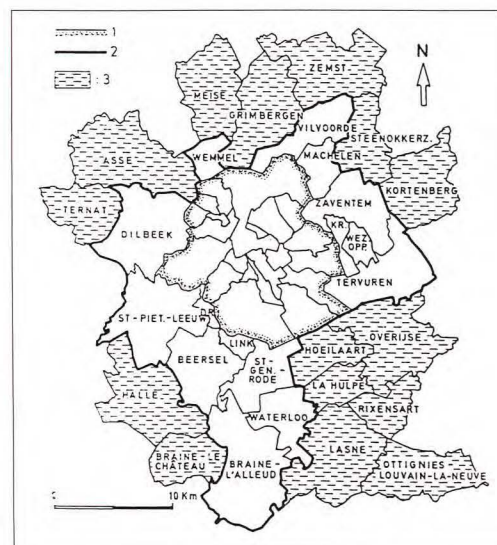 1
2
: 3
N
ZEMST
MEISE
GRIMBERGEN
VILVOORDE
STEENOKKERZ.
WEMMEL
MACHELEN
ASSE
KORTENBERG
ZAVENTEM
TERNAT
KR.
DILBEEK
WEZ.
OPP.
TERVUREN
ST-PIET.-LEEUW
DR.
LINK.
HOEILAART
OVERIJSE
BEERSEL
ST-
GEN.-
RODE
LA HULPE
HALLE
WATERLOO
RIXENSART
LASNE
BRAINE-LE
CHÂTEAU
BRAINE-
L'ALLEUD
OTTIGNIES
LOUVAIN-LA-NEUVE
10 Km